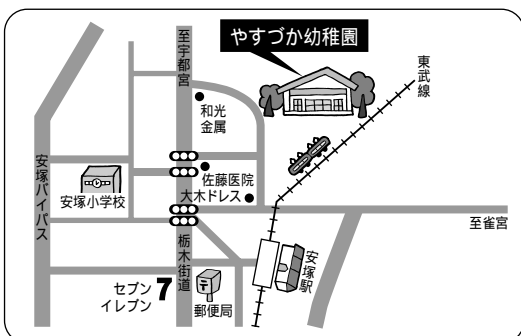 やすづか幼稚園
至宇都宮
東武線
和光
金属
佐藤医院
大木ドレス
安塚小学校
安塚バイパス
至雀宮
栃木街道
安塚駅
セブン
イレブン
7
郵便局